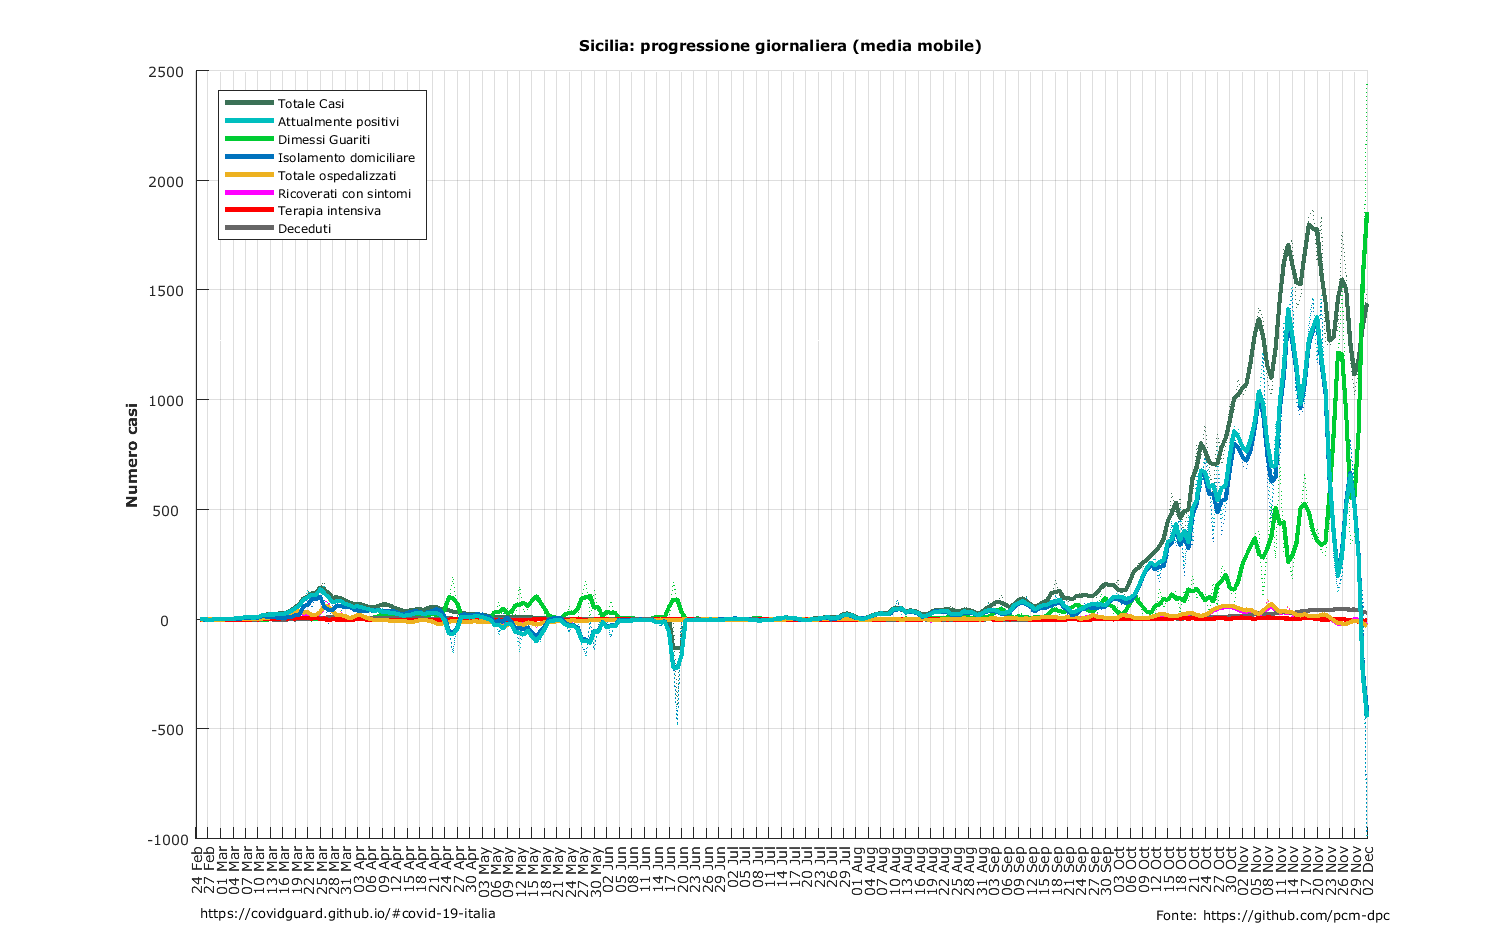 Sicilia: progressione giornaliera (media mobile)
2500
2000
1500
1000
500
0
-500
-1000
Numero casi
Totale Casi
Attualmente positivi
Dimessi Guariti
Isolamento domiciliare
Totale ospedalizzati
Ricoverati con sintomi
Terapia intensiva
Deceduti
24 Feb
27 Feb
01 Mar
04 Mar
07 Mar
10 Mar
13 Mar
16 Mar
19 Mar
22 Mar
25 Mar
28 Mar
31 Mar
03 Apr
06 Apr
09 Apr
12 Apr
15 Apr
18 Apr
21 Apr
24 Apr
27 Apr
30 Apr
03 May
06 May
09 May
12 May
15 May
18 May
21 May
24 May
27 May
30 May
02 Jun
05 Jun
08 Jun
11 Jun
14 Jun
17 Jun
20 Jun
23 Jun
26 Jun
29 Jun
02 Jul
05 Jul
08 Jul
11 Jul
14 Jul
17 Jul
20 Jul
23 Jul
26 Jul
29 Jul
01 Aug
04 Aug
07 Aug
10 Aug
13 Aug
16 Aug
19 Aug
22 Aug
25 Aug
28 Aug
31 Aug
03 Sep
06 Sep
09 Sep
12 Sep
15 Sep
18 Sep
21 Sep
24 Sep
27 Sep
30 Sep
03 Oct
06 Oct
09 Oct
12 Oct
15 Oct
18 Oct
21 Oct
24 Oct
27 Oct
30 Oct
02 Nov
05 Nov
08 Nov
11 Nov
14 Nov
17 Nov
20 Nov
23 Nov
26 Nov
29 Nov
02 Dec
https://covidguard.github.io/#covid-19-italia
Fonte: https://github.com/pcm-dpc